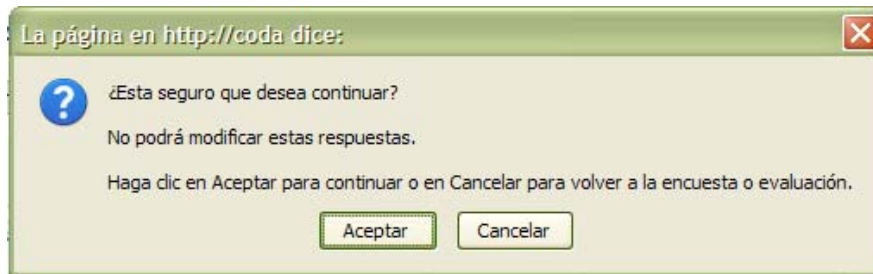 La página en http://coda dice:
¿Esta seguro que desea continuar?
No podrá modificar estas respuestas.
Haga clic en Aceptar para continuar o en Cancelar para volver a la encuesta o evaluación.
Aceptar Cancelar